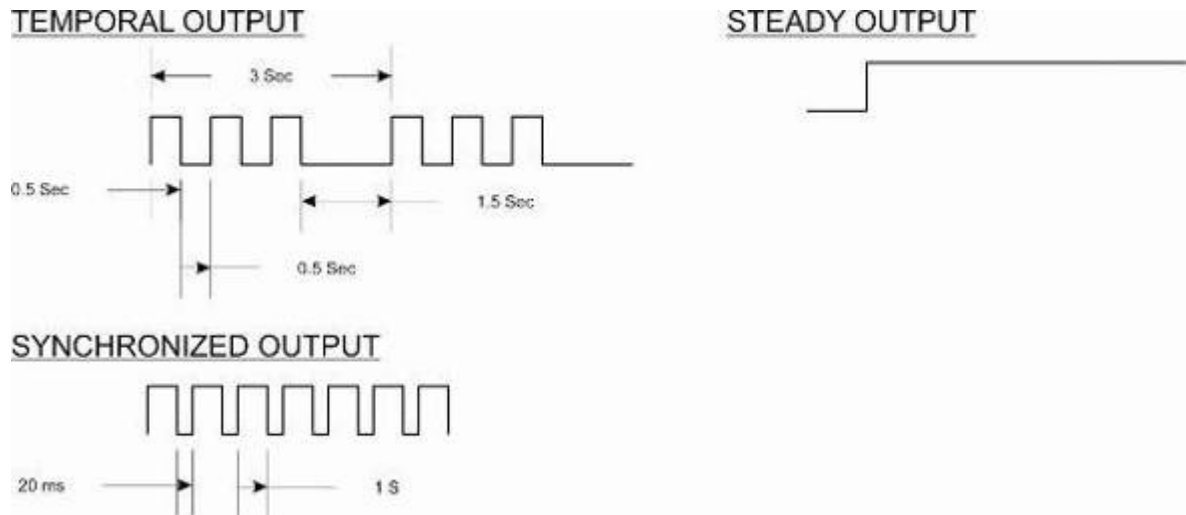 TEMPORAL OUTPUT
STEADY OUTPUT
3 Sec
0.5 Sec
1.5 Sec
0.5 Sec
SYNCHRONIZED OUTPUT
20 ms
1 S